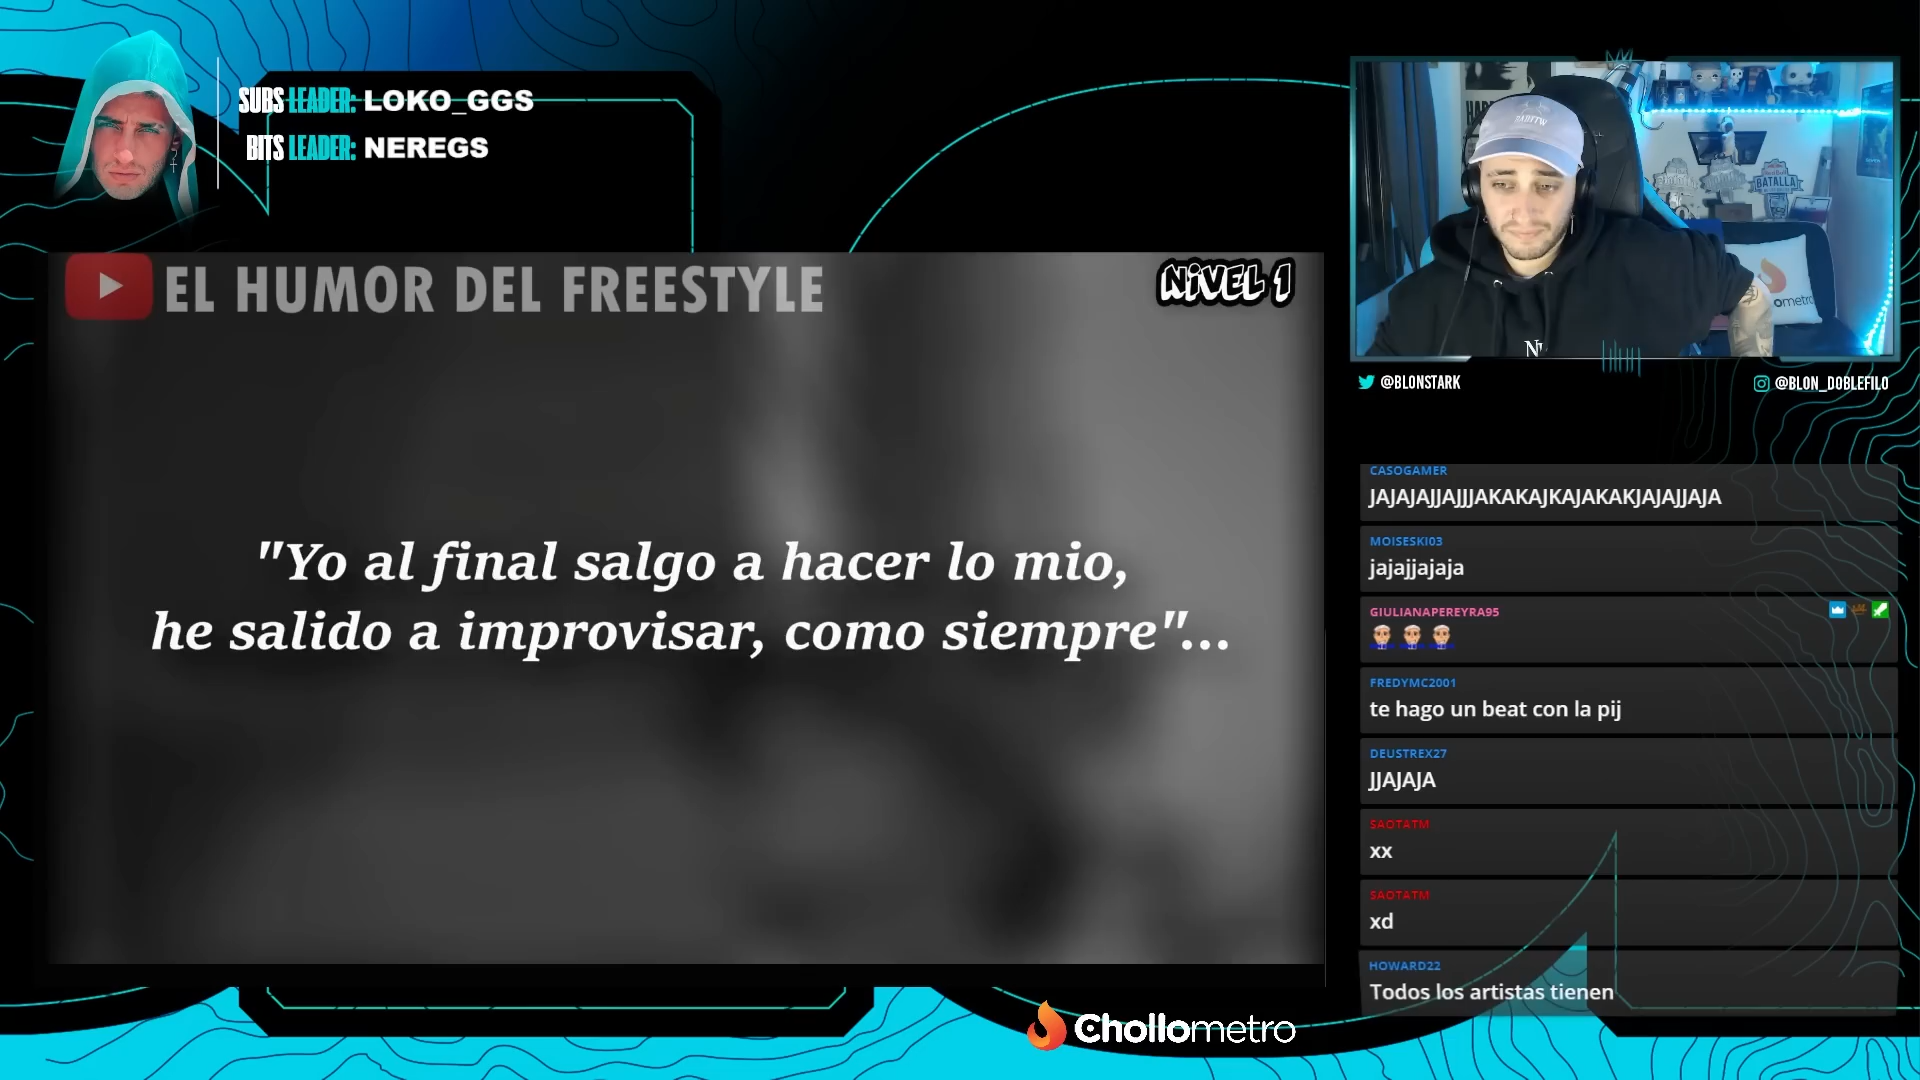 SUBS LEADER: LOKO_GGS
BITS LEADER: NEREGS
EL HUMOR DEL FREESTYLE
NIVEL 1
"Yo al final salgo a hacer lo mio,
he salido a improvisar, como siempre"...
BATALLA
ometro
@BLONSTARK
@BLON_DOBLEFILO
CASOGAMER
JAJAJAJJAJJJAKAKAJKAJAKAKJAJAJJAJA
MOISESKI03
jajajjajaja
GIULIANAPEREYRA95
FREDYMC2001
te hago un beat con la pij
DEUSTREX27
JJAJAJA
SAOTATM
xx
SAOTATM
xd
HOWARD22
Todos los artistas tienen
Chollometro